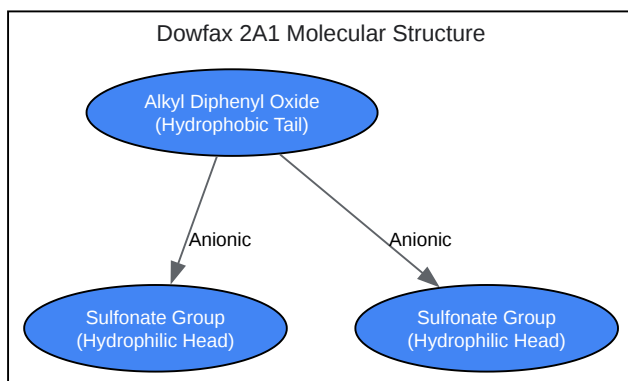 Dowfax 2A1 Molecular Structure
Alkyl Diphenyl Oxide
(Hydrophobic Tail)
Anionic
Anionic
Sulfonate Group
(Hydrophilic Head)
Sulfonate Group
(Hydrophilic Head)